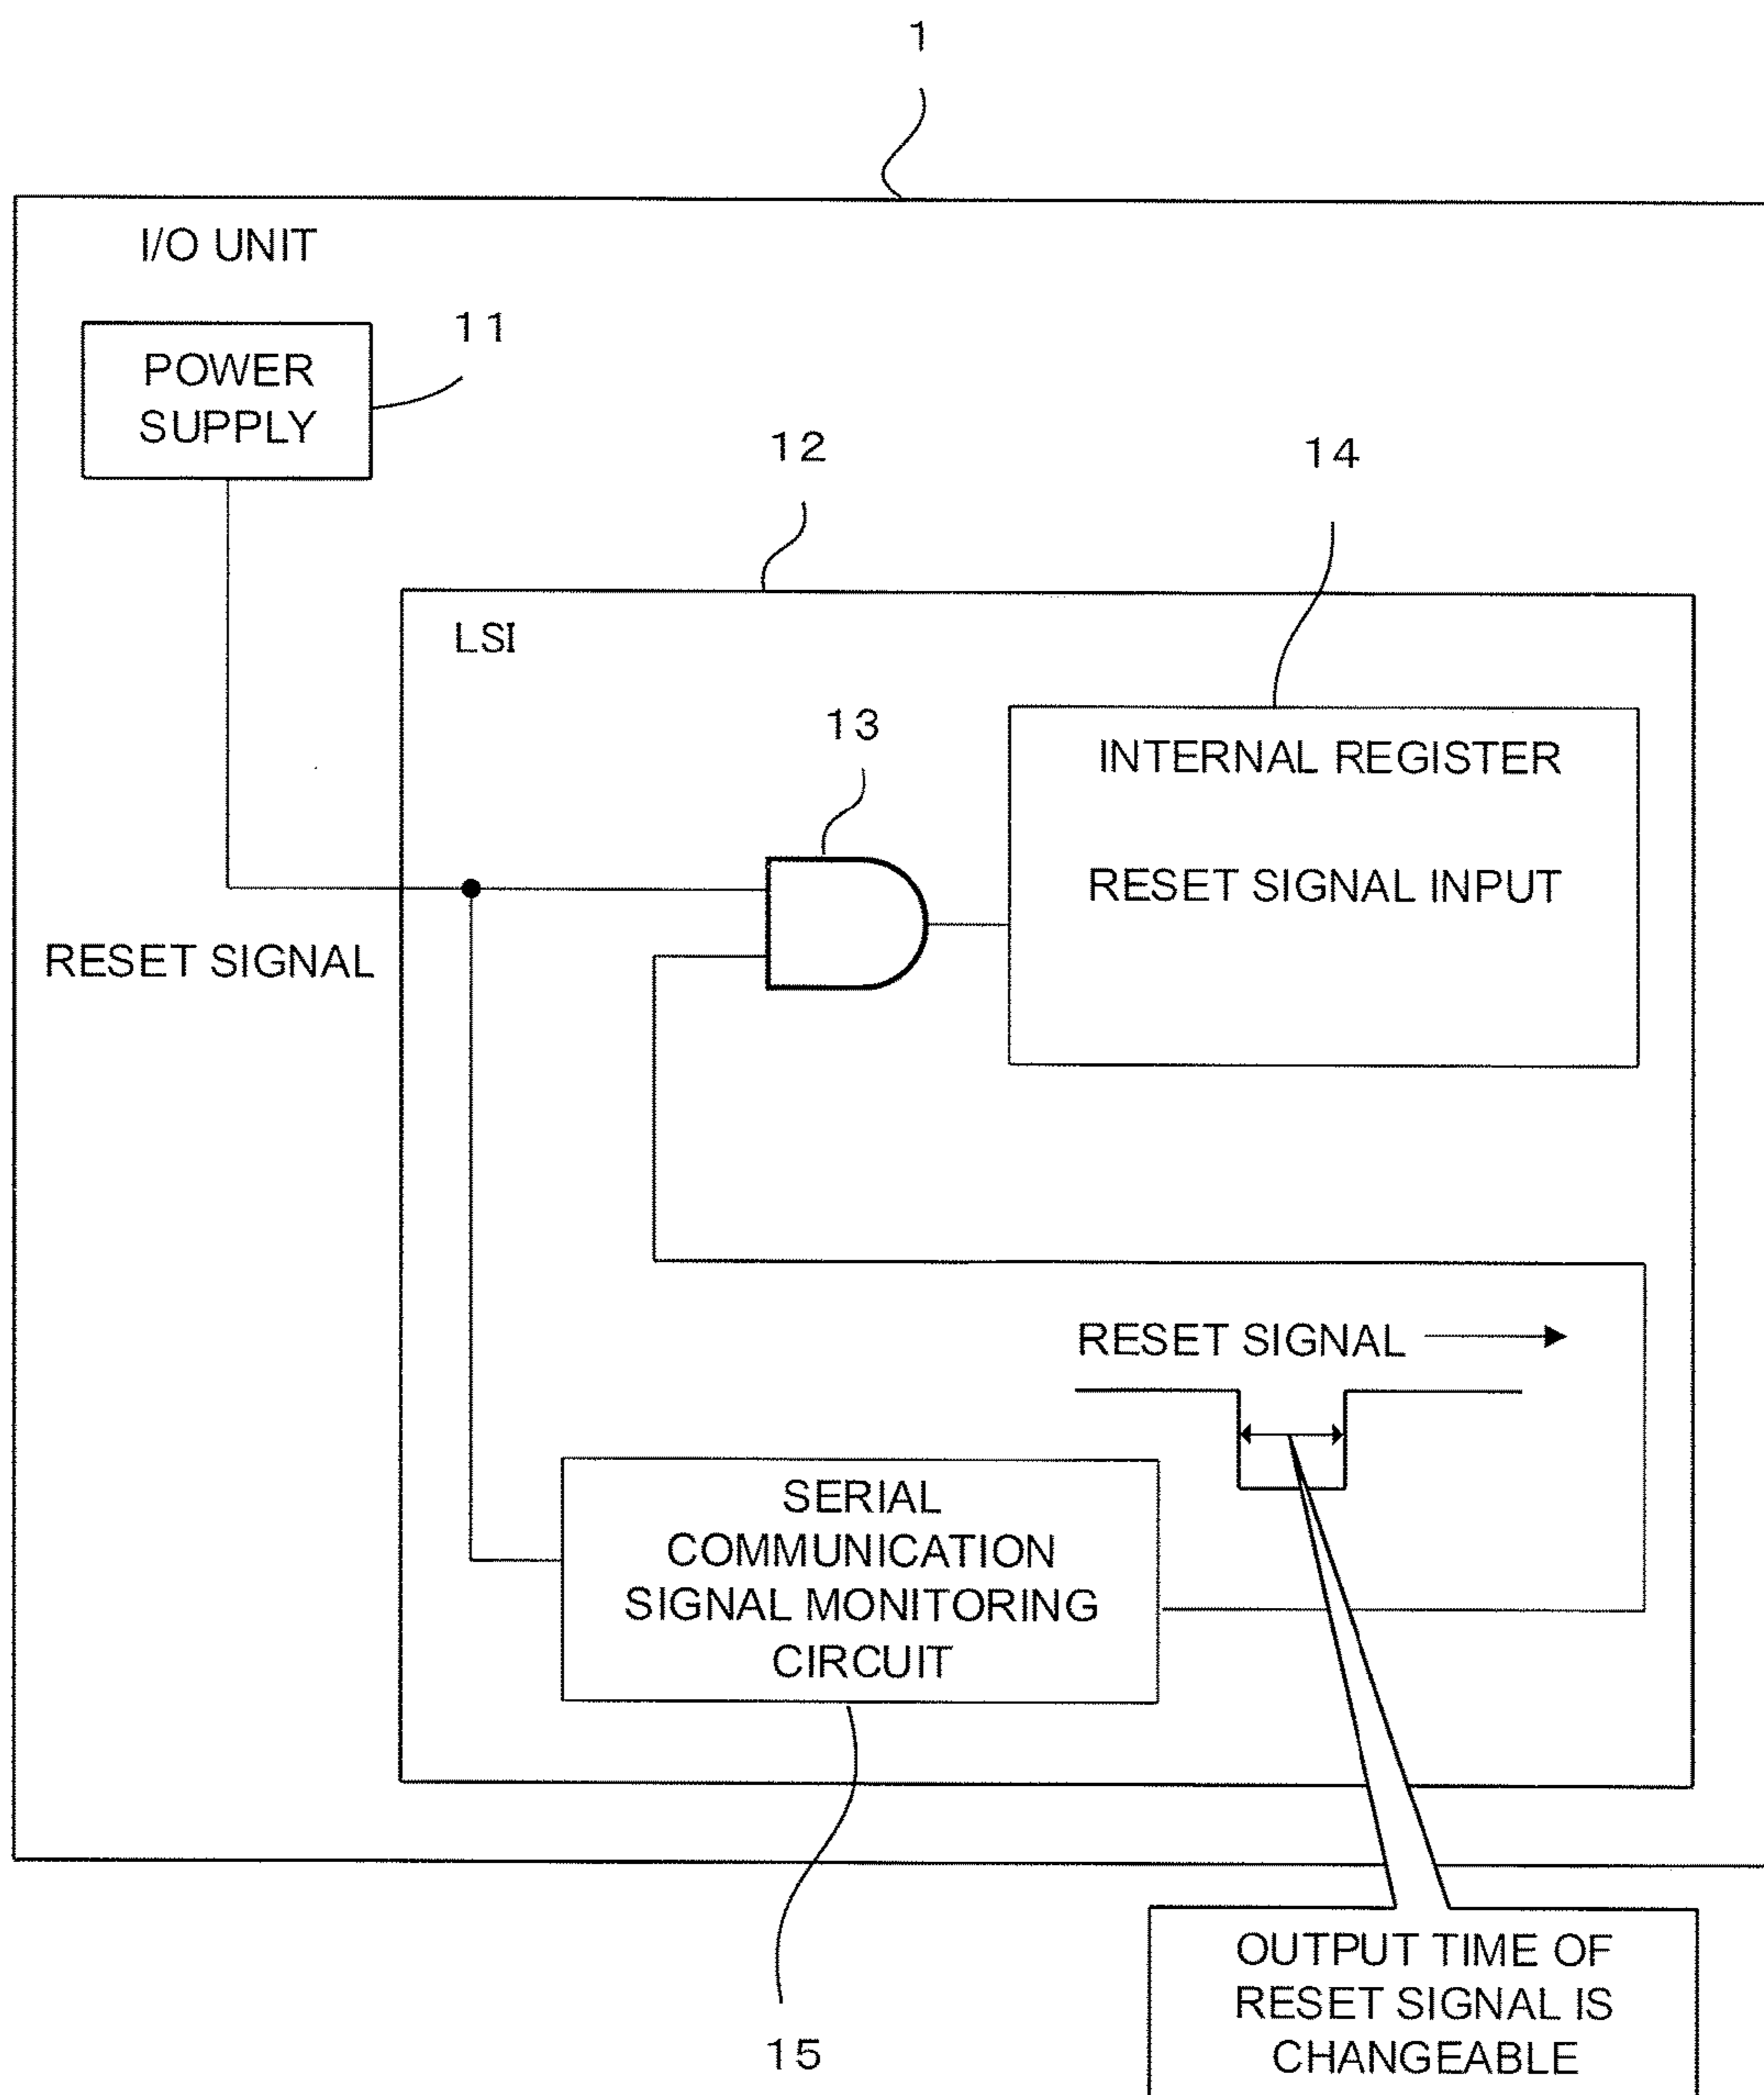 1
I/O UNIT
POWER
SUPPLY
11
12
14
LSI
13
INTERNAL REGISTER
RESET SIGNAL INPUT
RESET SIGNAL
RESET SIGNAL
SERIAL
COMMUNICATION
SIGNAL MONITORING
CIRCUIT
15
OUTPUT TIME OF
RESET SIGNAL IS
CHANGEABLE